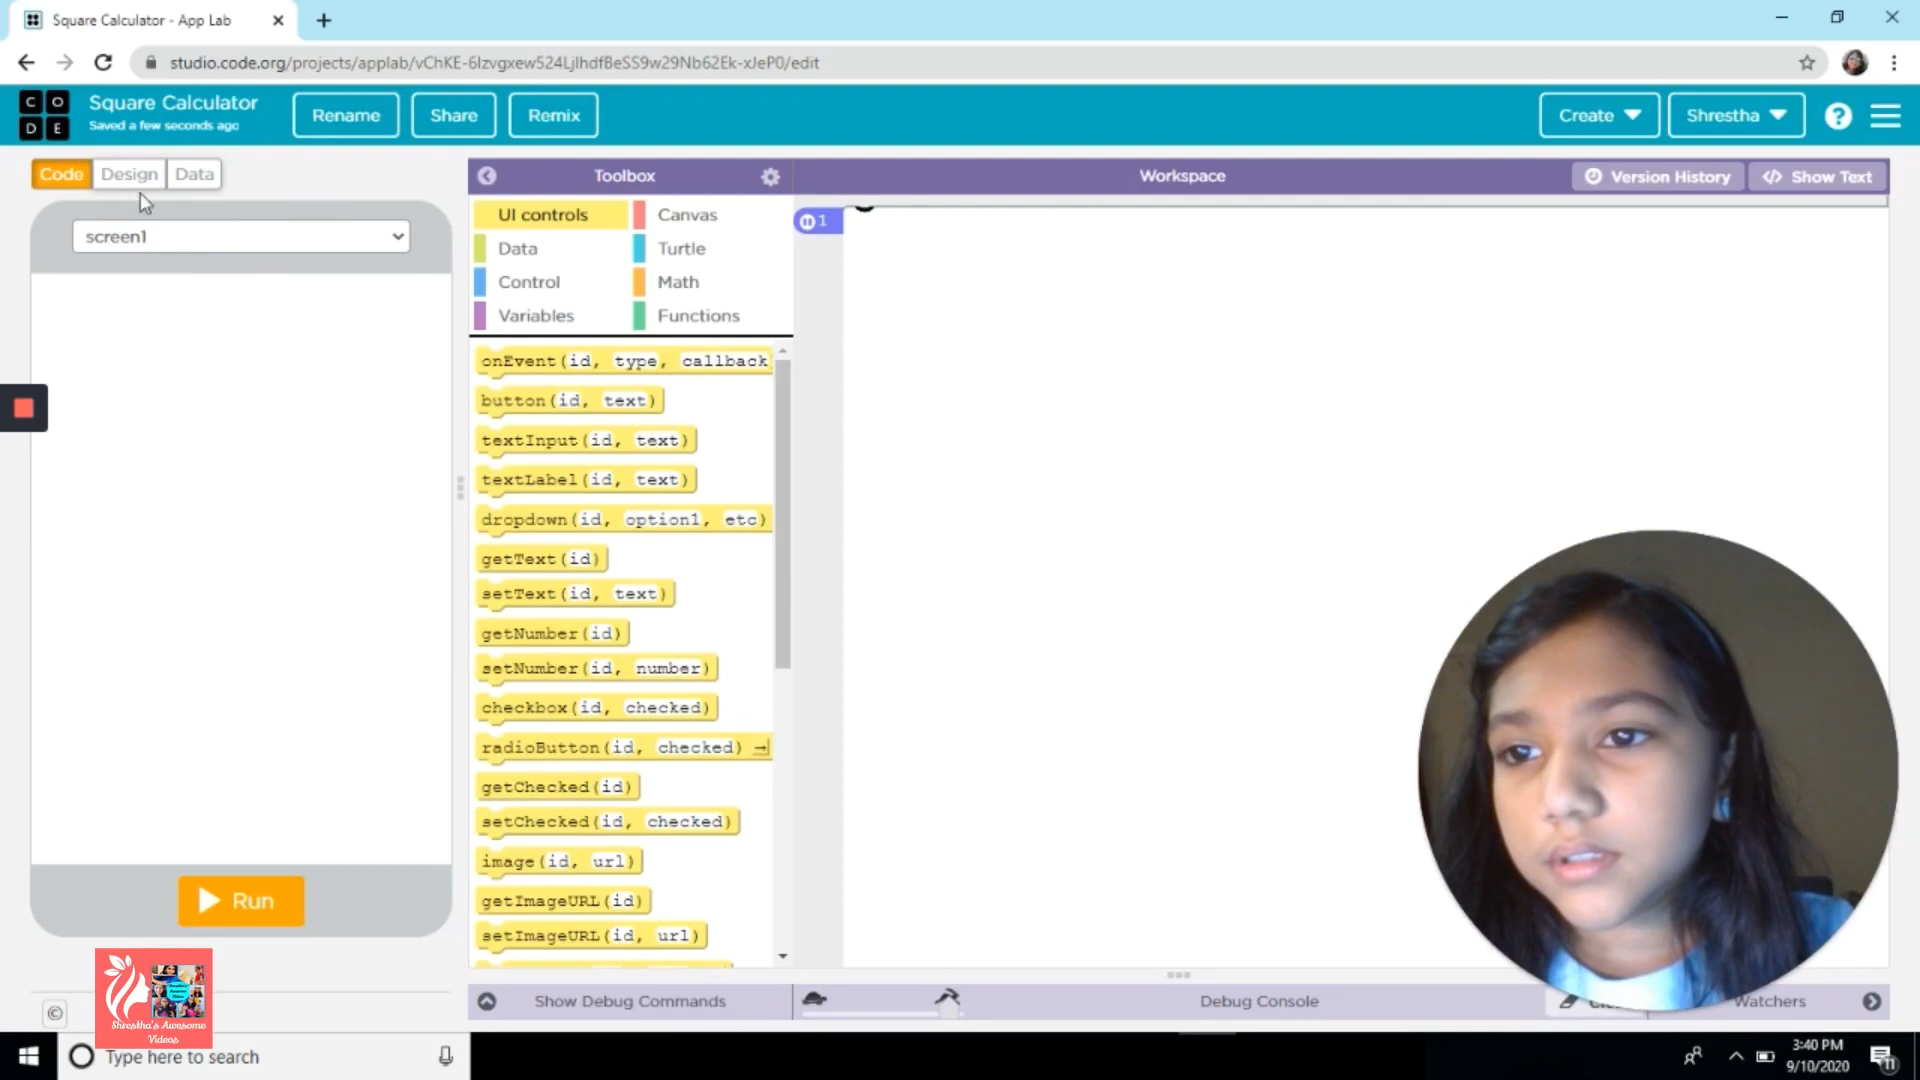 Square Calculator - App Lab
studio.code.org/projects/applab/vChKE-6Izvgxew524LjlhdfBeSS9w29Nb62Ek-xJeP0/edit
C O
D E
Square Calculator
Saved a few seconds ago
Rename
Share
Remix
Create
Shrestha
?
Code
Design
Data
screen1
Run
Toolbox
Workspace
Version History
</> Show Text
UI controls
Canvas
Data
Turtle
Control
Math
Variables
Functions
1
onEvent(id, type, callback
button(id, text)
textInput(id, text)
textLabel(id, text)
dropdown(id, option1, etc)
getText(id)
setText(id, text)
getNumber(id)
setNumber(id, number)
checkbox(id, checked)
radioButton(id, checked)
getChecked(id)
setChecked(id, checked)
image(id, url)
getImageURL(id)
setImageURL(id, url)
Show Debug Commands
Debug Console
Watchers
©
Shrestha's Awesome
Videos
Type here to search
3:40 PM
9/10/2020
11